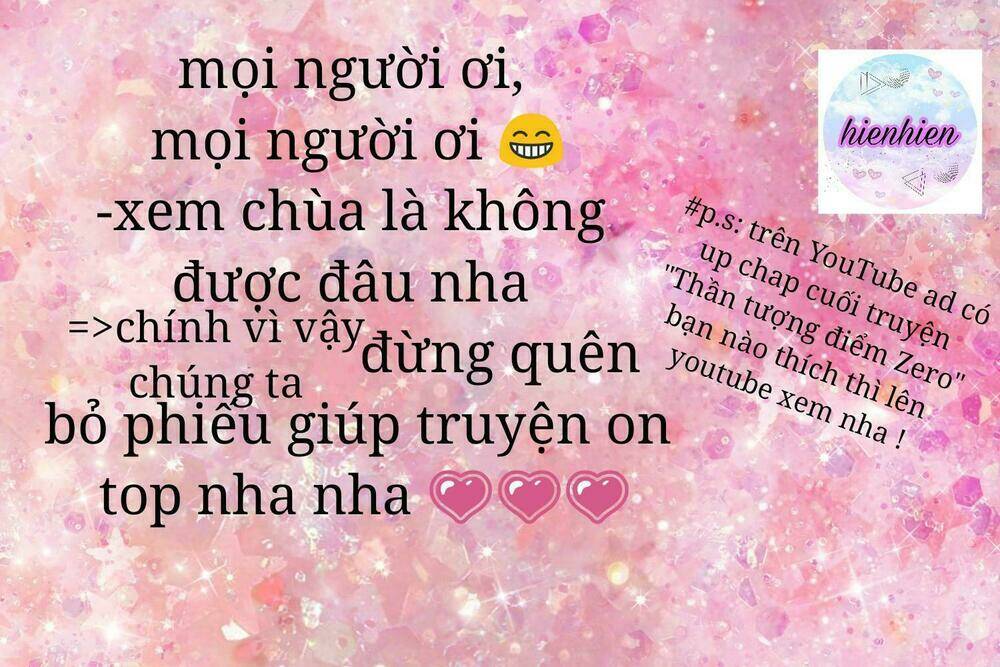 mọi người ơi,
mọi người ơi 😁
-xem chùa là không
được đâu nha
=>chính vì vậy
chúng ta
đừng quên
bỏ phiếu giúp truyện on
top nha nha 💗💗💗
hienhien
#p.s: trên YouTube ad có
up chap cuối truyện
"Thần tượng điểm Zero"
bạn nào thích thì lên
youtube xem nha !